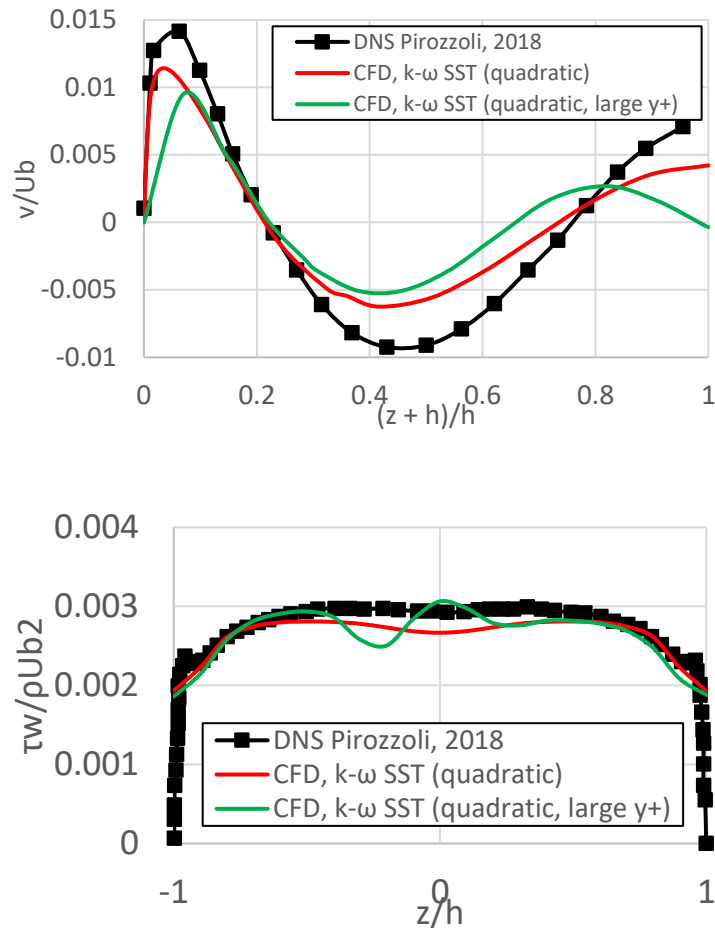 0.015
0.01
0.005
0
-0.005
-0.01
v/Ub
DNS Pirozzoli, 2018
CFD, k-ω SST (quadratic)
CFD, k-ω SST (quadratic, large y+)
0 0.2 0.4 0.6 0.8 1
(z + h)/h
0.004
0.003
0.002
0.001
0
τw/ρUb2
DNS Pirozzoli, 2018
CFD, k-ω SST (quadratic)
CFD, k-ω SST (quadratic, large y+)
-1 0 1
z/h